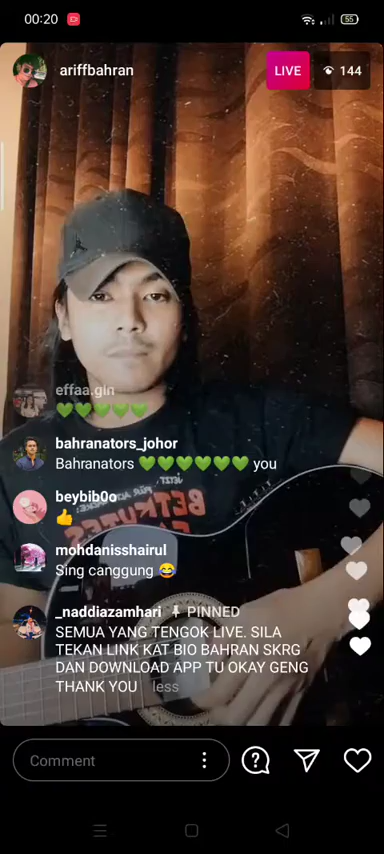 00:20
55
ariffbahran
LIVE
144
effaa.gin
💚💚💚💚💚
bahranators_johor
Bahranators 💚💚💚💚💚💚 you
beybib0o
👍
mohdanisshairul
Sing canggung 😂
_naddiazamhari PINNED
SEMUA YANG TENGOK LIVE. SILA
TEKAN LINK KAT BIO BAHRAN SKRG
DAN DOWNLOAD APP TU OKAY GENG
THANK YOU less
Comment